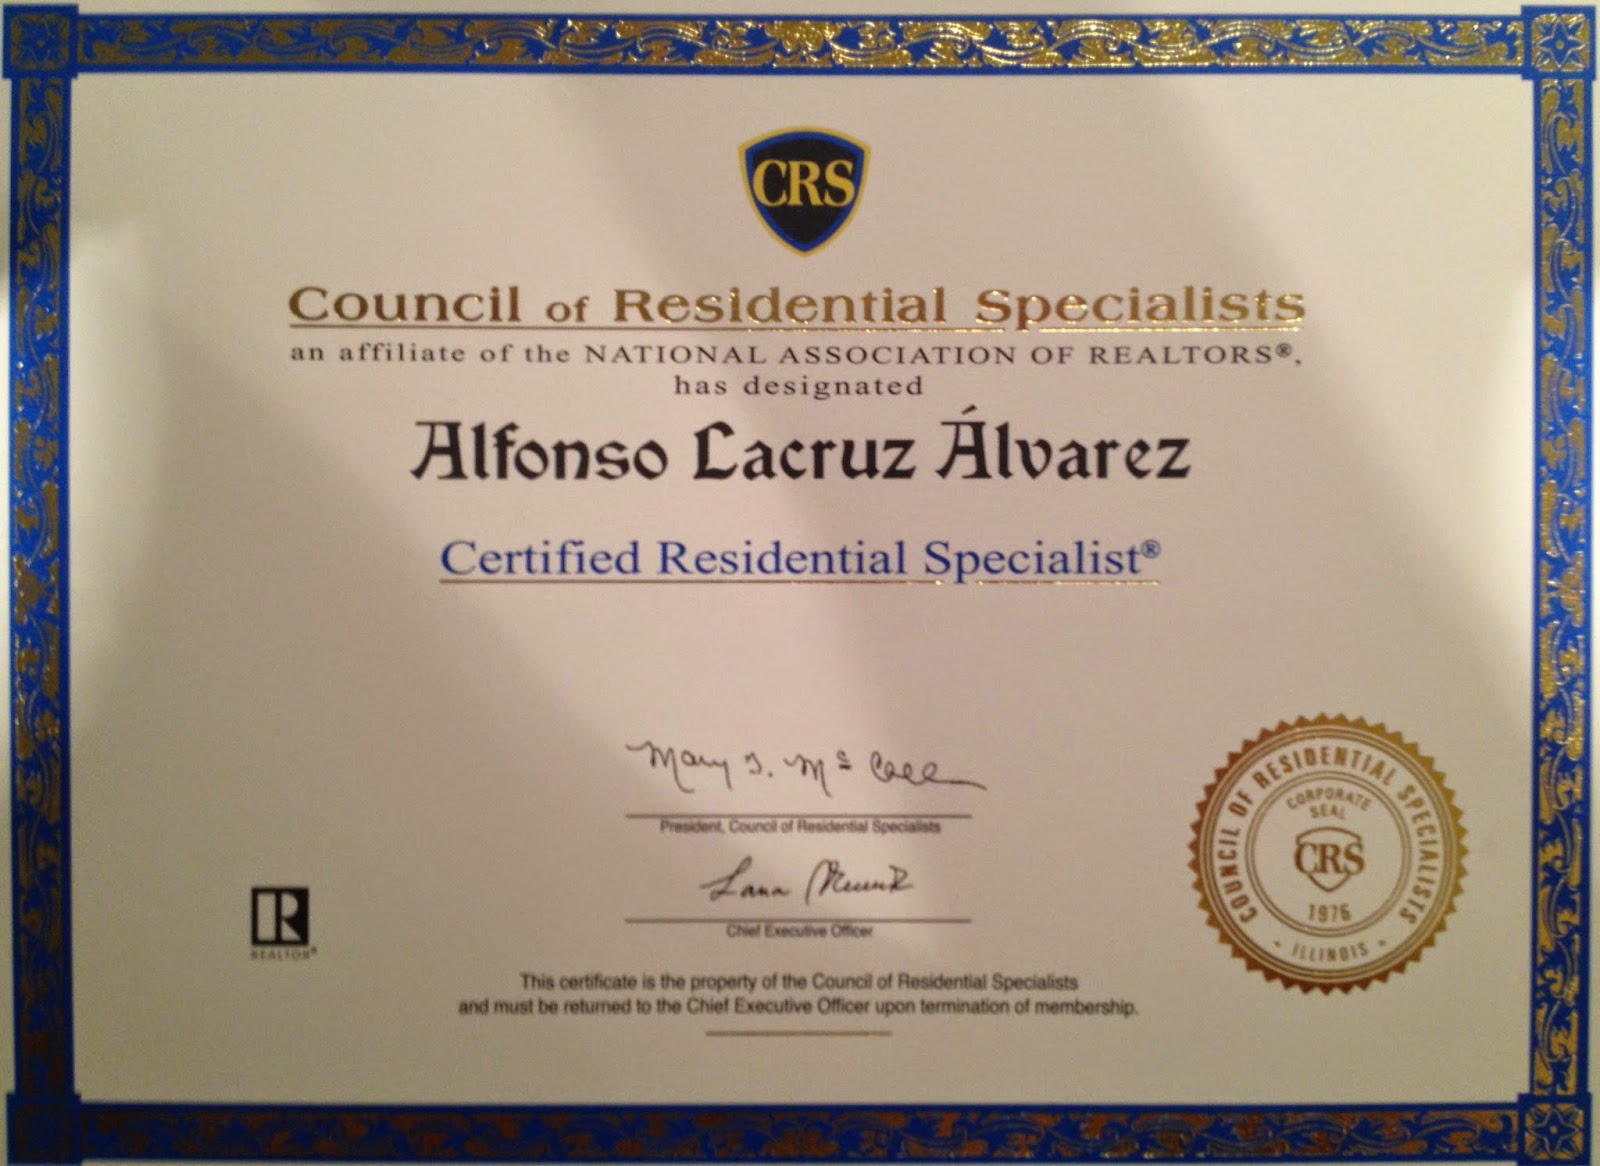 CRS
Council of Residential Specialists
an affiliate of the NATIONAL ASSOCIATION OF REALTORS®,
has designated
Alfonso Lacruz Álvarez
Certified Residential Specialist®
Mary
President, Council of Residential Specialists
Lana
Chief Executive Officer
R
REALTOR®
COUNCIL OF RESIDENTIAL SPECIALISTS
CORPORATE
SEAL
CRS
1976
• ILLINOIS •
This certificate is the property of the Council of Residential Specialists
and must be returned to the Chief Executive Officer upon termination of membership.